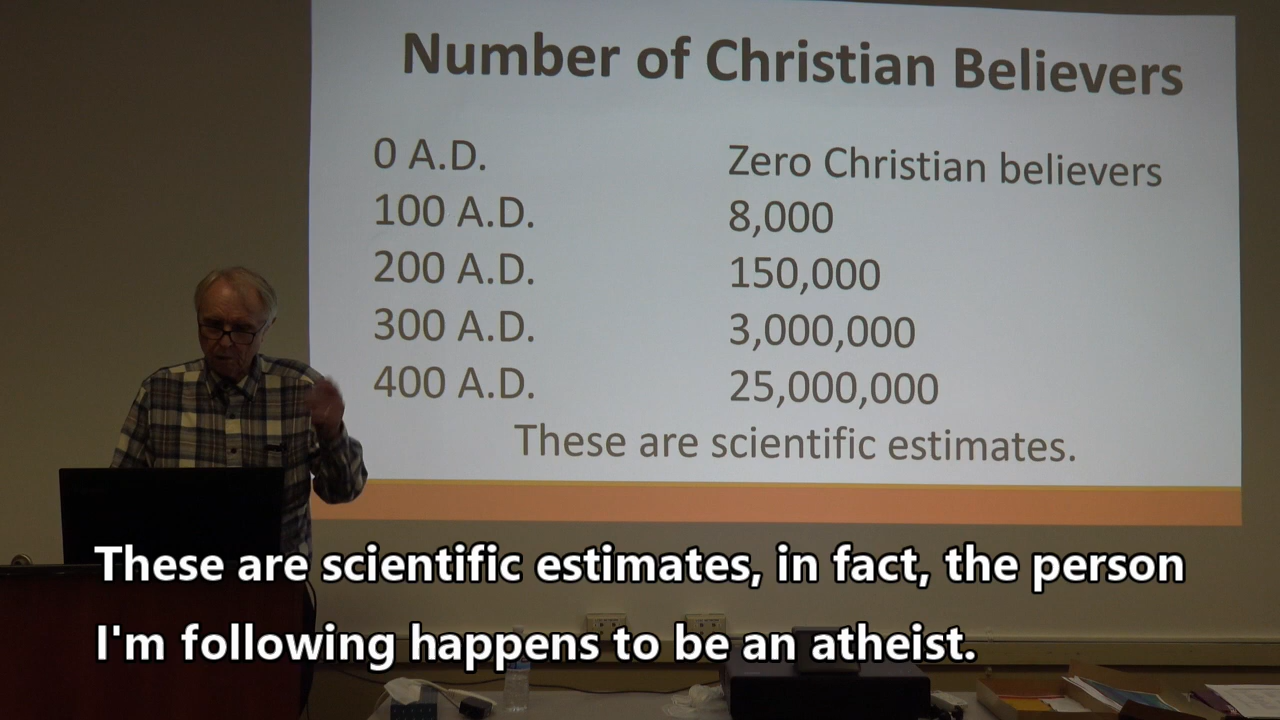 Number of Christian Believers
0 A.D. Zero Christian believers
100 A.D. 8,000
200 A.D. 150,000
300 A.D. 3,000,000
400 A.D. 25,000,000
These are scientific estimates.
These are scientific estimates, in fact, the person
I'm following happens to be an atheist.